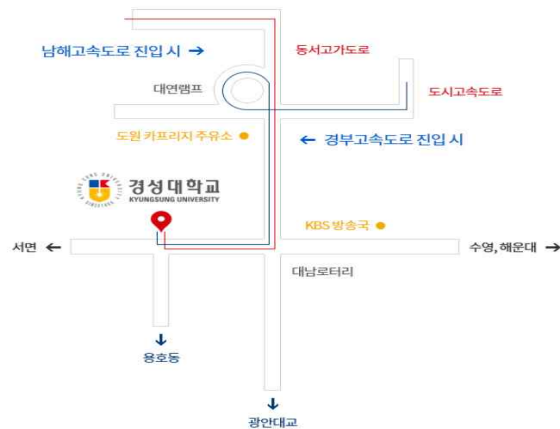 남해고속도로 진입 시 →
동서고가도로
대연램프
도시고속도로
도원 카프리지 주유소
← 경부고속도로 진입 시
경성대학교
KYUNGSUNG UNIVERSITY
KBS 방송국
서면 ←
수영, 해운대 →
대남로터리
용호동
광안대교